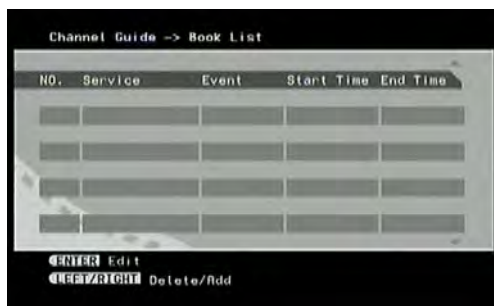 Channel Guide -> Book List
NO. Service Event Start Time End Time
ENTER Edit
LEFT/RIGHT Delete/Add